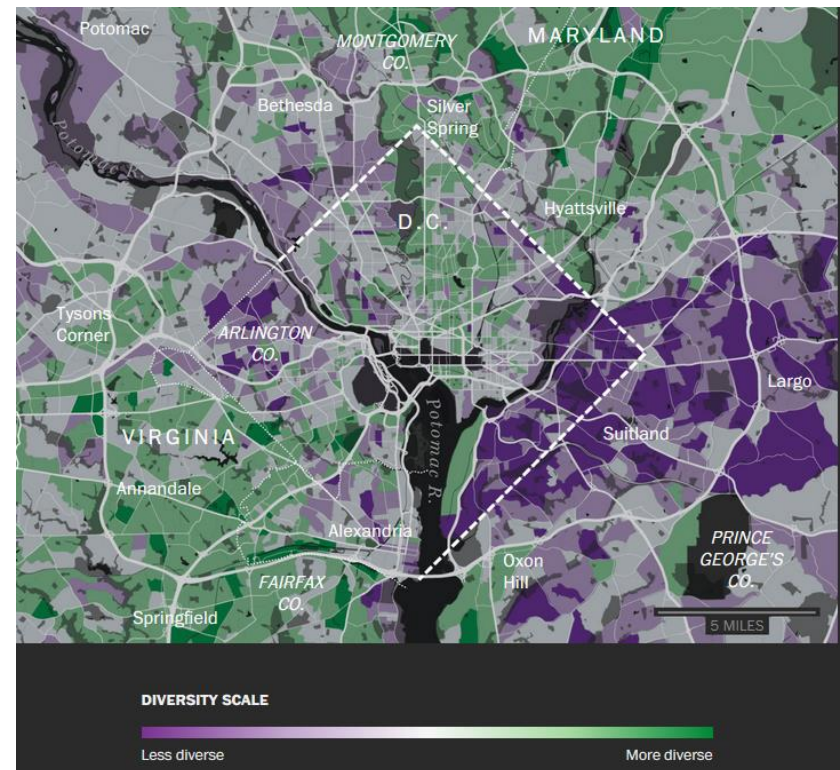 Potomac
MONTGOMERY
CO.
MARYLAND
Bethesda
Silver
Spring
Potomac R.
D.C.
Hyattsville
Tysons
Corner
ARLINGTON
CO.
Largo
Potomac R.
VIRGINIA
Suitland
Annandale
Alexandria
PRINCE
GEORGE'S
CO.
Oxon
Hill
FAIRFAX
CO.
Springfield
5 MILES
DIVERSITY SCALE
Less diverse
More diverse